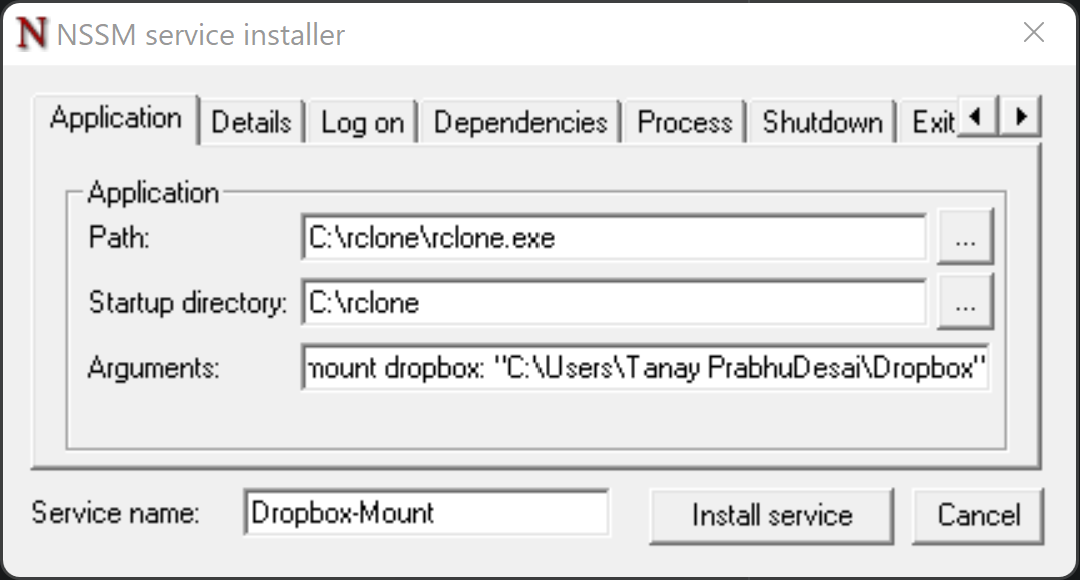 NSSM service installer
Application Details Log on Dependencies Process Shutdown Exit
Application
Path: C:\rclone\rclone.exe ...
Startup directory: C:\rclone ...
Arguments: mount dropbox: "C:\Users\Tanay PrabhuDesai\Dropbox"
Service name: Dropbox-Mount Install service Cancel